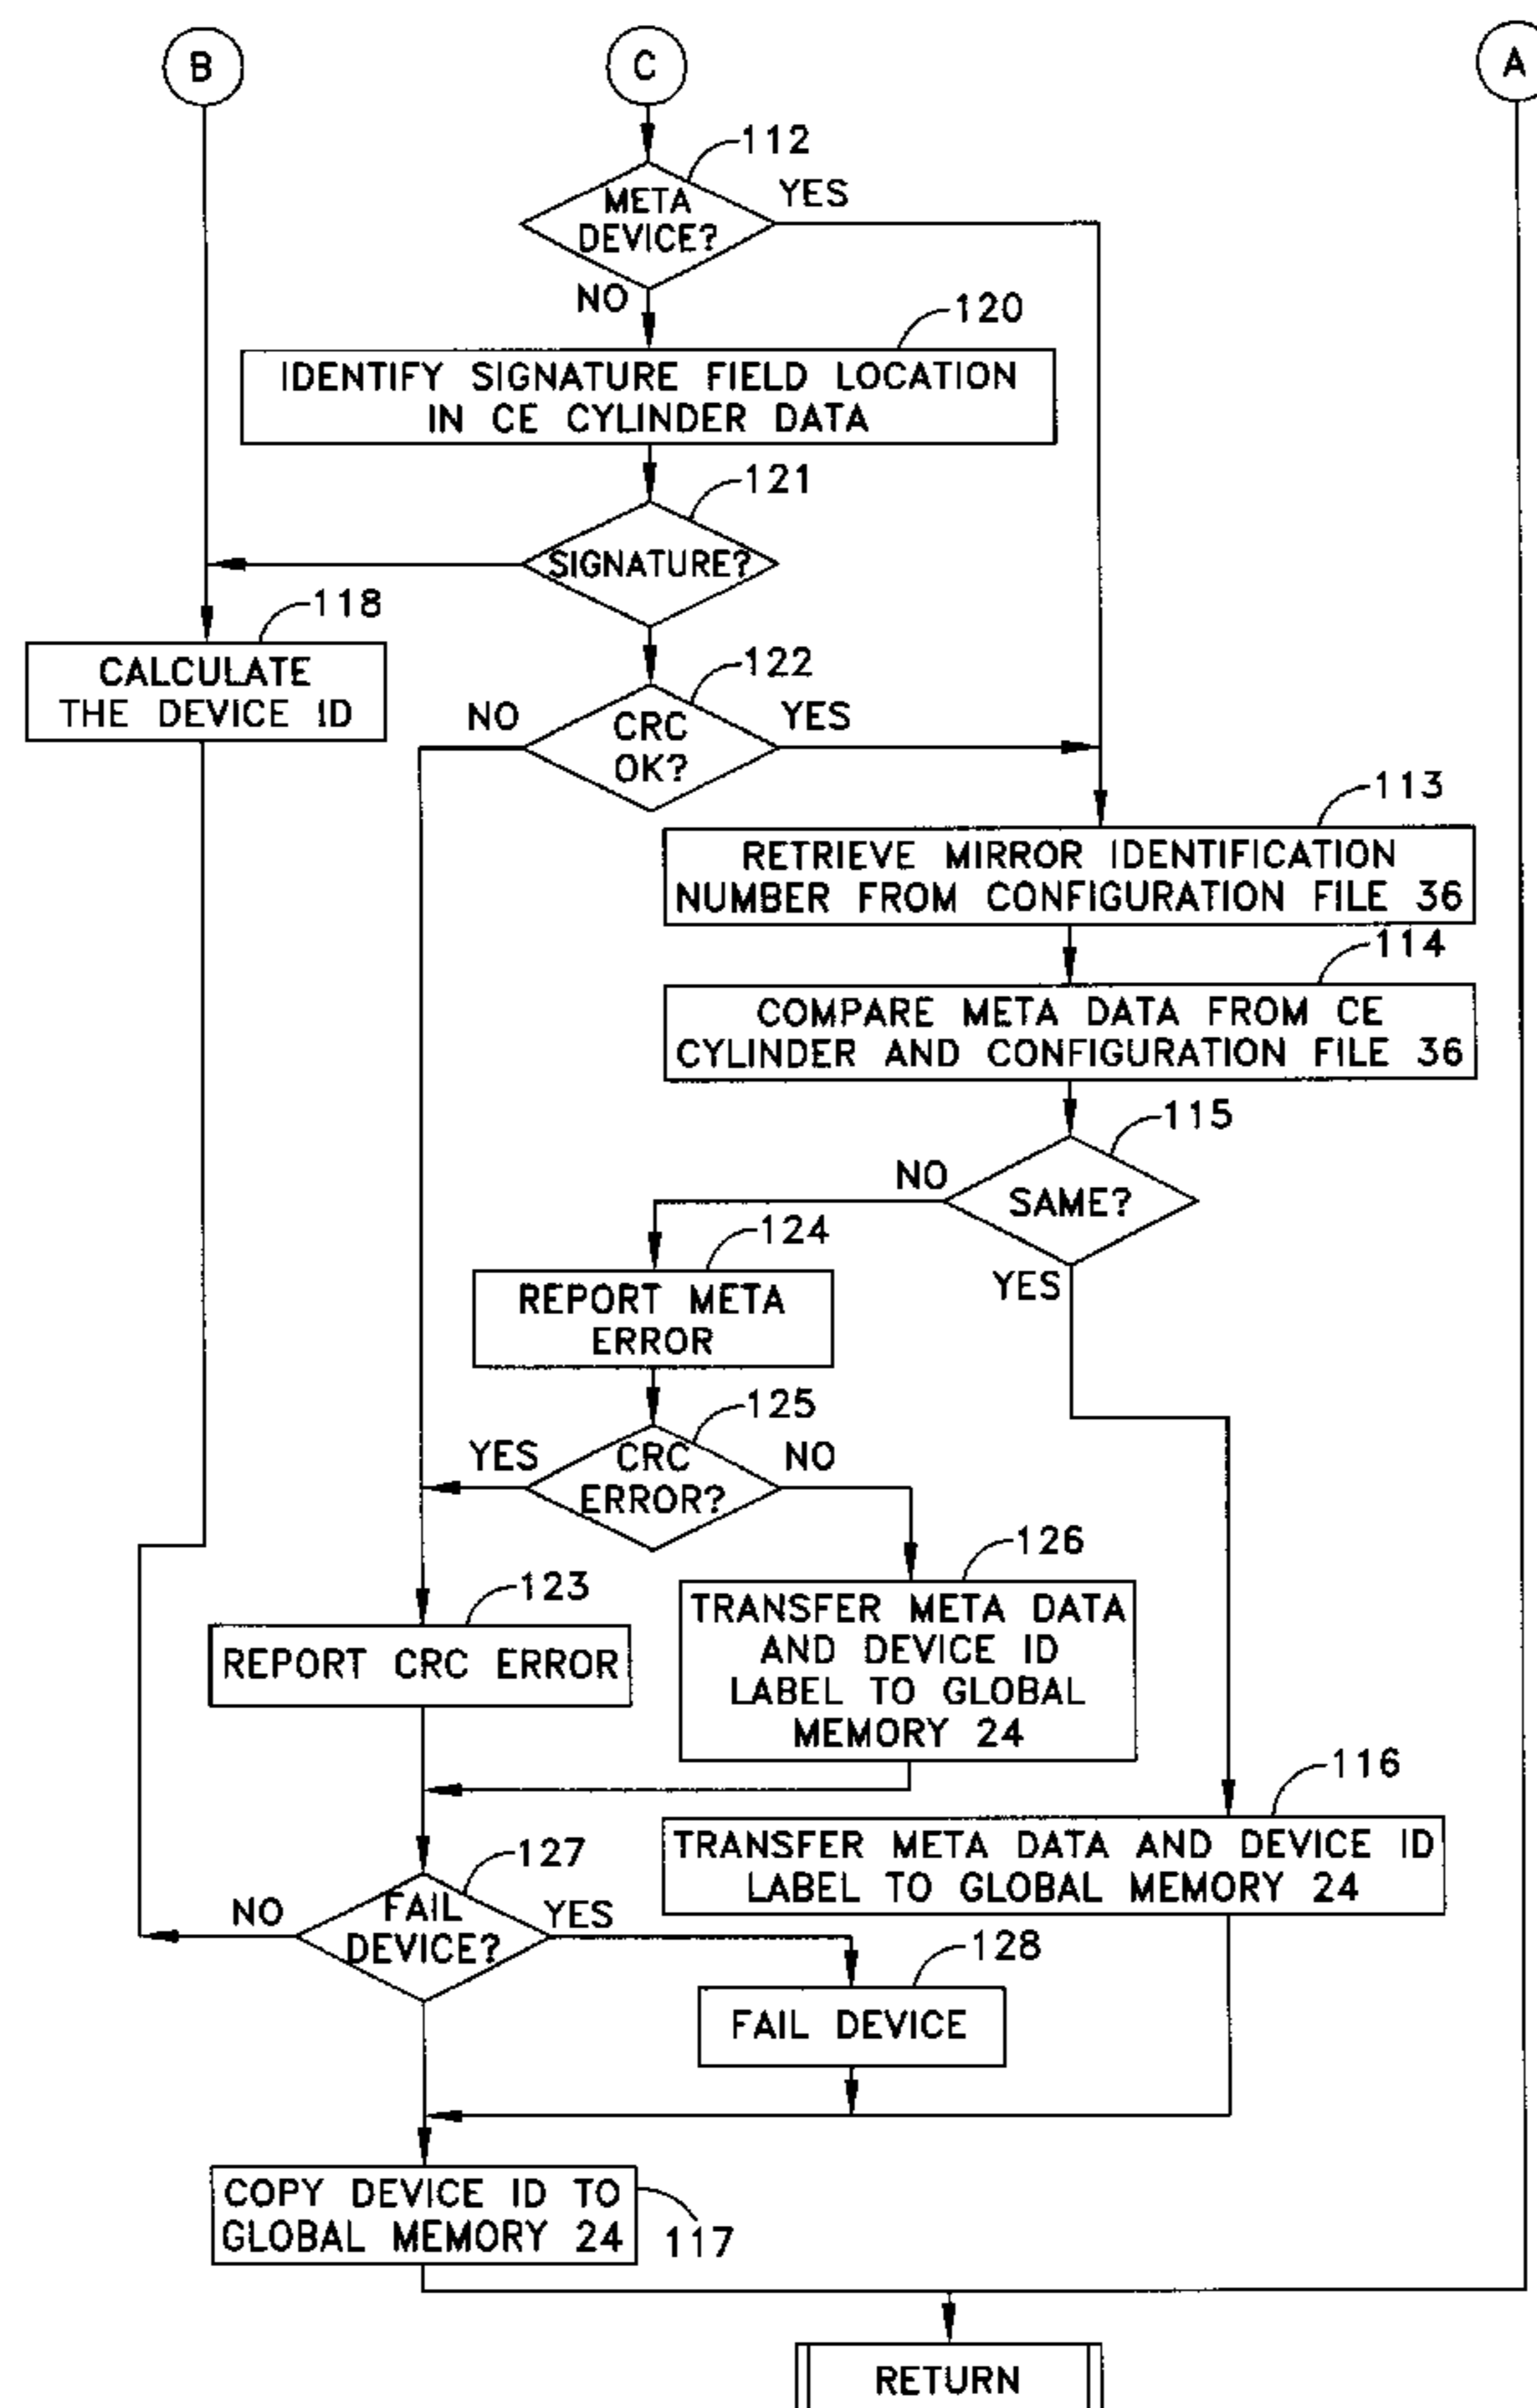 B
C
A
112
META
DEVICE?
YES
NO
120
IDENTIFY SIGNATURE FIELD LOCATION
IN CE CYLINDER DATA
121
SIGNATURE?
118
CALCULATE
THE DEVICE ID
122
NO
CRC
OK?
YES
113
RETRIEVE MIRROR IDENTIFICATION
NUMBER FROM CONFIGURATION FILE 36
114
COMPARE META DATA FROM CE
CYLINDER AND CONFIGURATION FILE 36
115
NO
SAME?
YES
124
REPORT META
ERROR
125
YES
CRC
ERROR?
NO
126
TRANSFER META DATA
AND DEVICE ID
LABEL TO GLOBAL
MEMORY 24
123
REPORT CRC ERROR
116
TRANSFER META DATA AND DEVICE ID
LABEL TO GLOBAL MEMORY 24
127
NO
FAIL
DEVICE?
YES
128
FAIL DEVICE
COPY DEVICE ID TO
GLOBAL MEMORY 24
117
RETURN